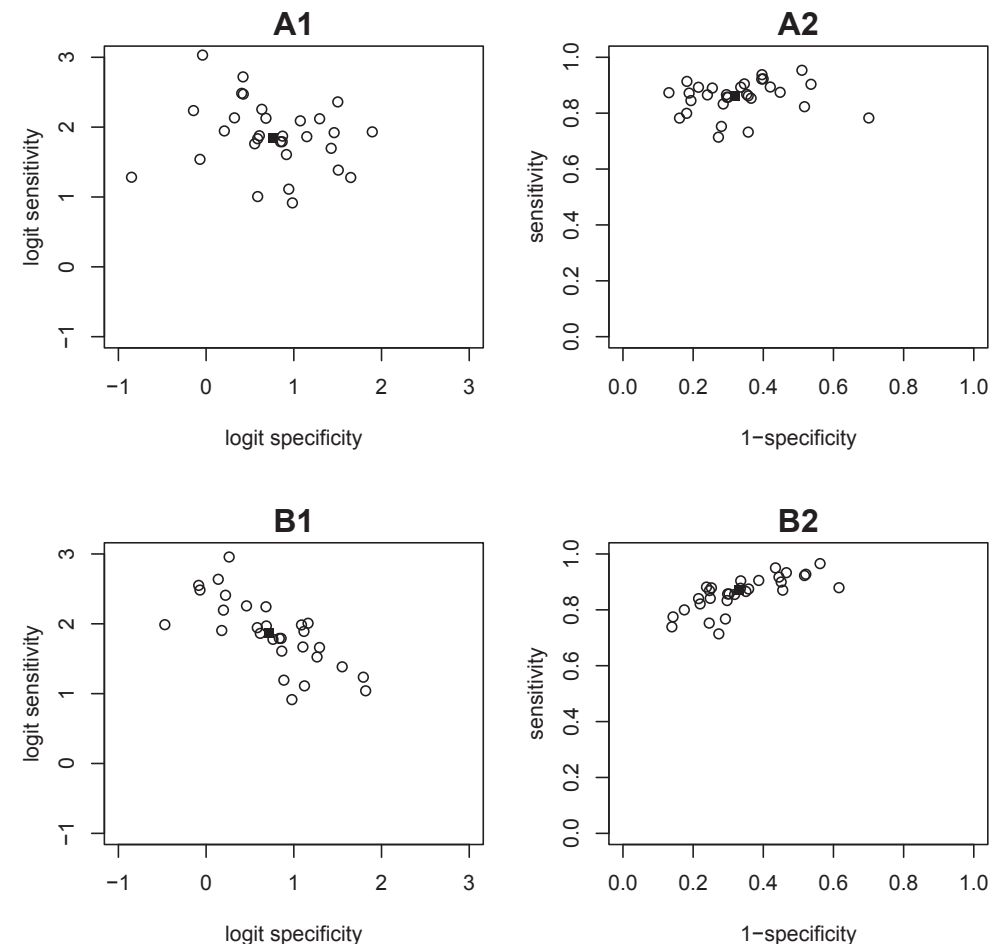 A1
3
2
1
0
−1
logit sensitivity
−1 0 1 2 3
logit specificity
A2
1.0
0.8
0.6
0.4
0.2
0.0
sensitivity
0.0 0.2 0.4 0.6 0.8 1.0
1−specificity
B1
3
2
1
0
−1
logit sensitivity
−1 0 1 2 3
logit specificity
B2
1.0
0.8
0.6
0.4
0.2
0.0
sensitivity
0.0 0.2 0.4 0.6 0.8 1.0
1−specificity